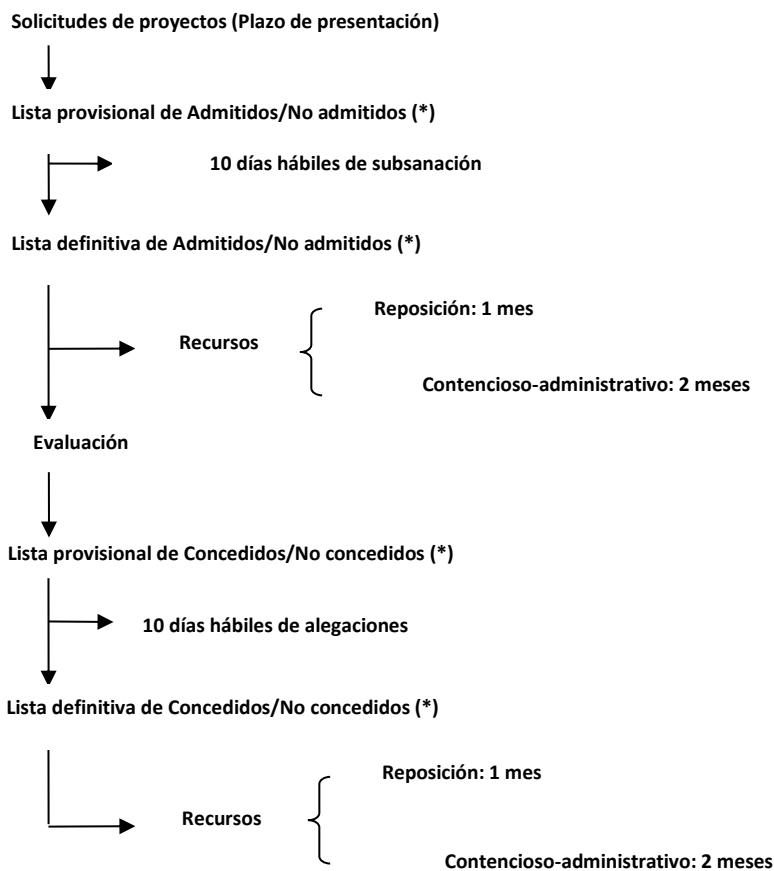 Solicitudes de proyectos (Plazo de presentación)
Lista provisional de Admitidos/No admitidos (*)
10 días hábiles de subsanación
Lista definitiva de Admitidos/No admitidos (*)
Reposición: 1 mes
Recursos
Contencioso-administrativo: 2 meses
Evaluación
Lista provisional de Concedidos/No concedidos (*)
10 días hábiles de alegaciones
Lista definitiva de Concedidos/No concedidos (*)
Reposición: 1 mes
Recursos
Contencioso-administrativo: 2 meses